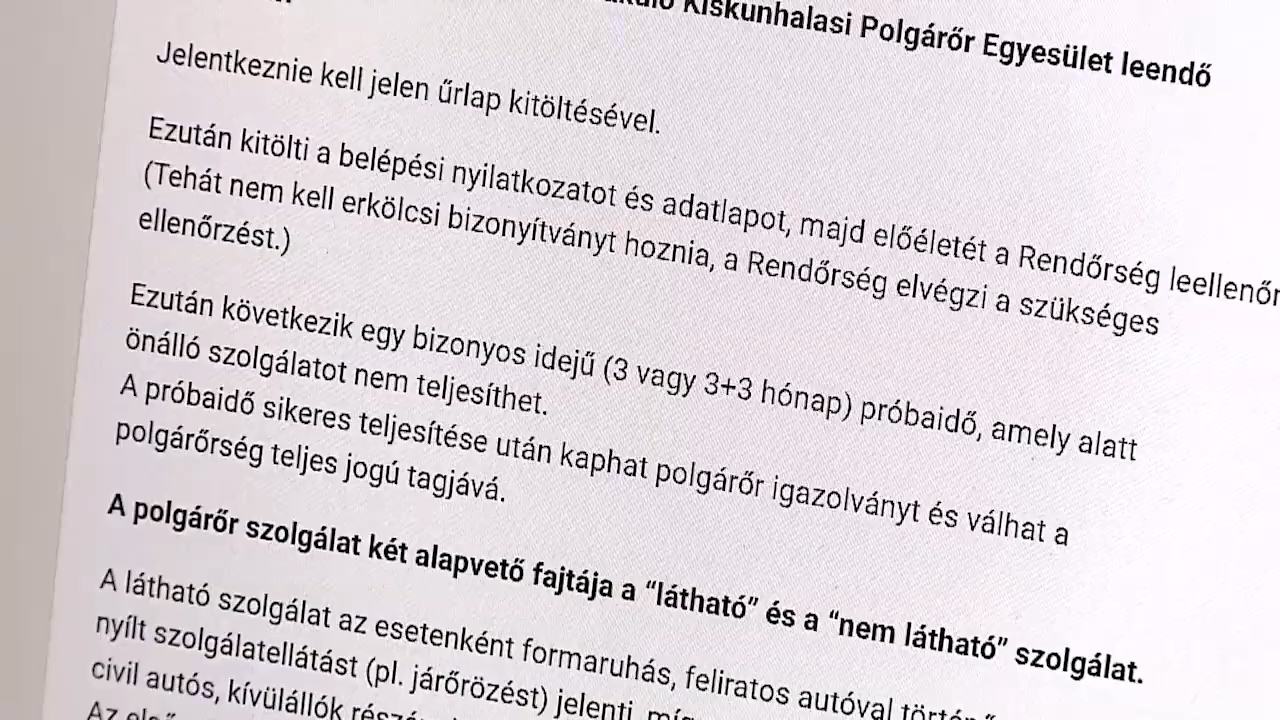 Kiskunhalasi Polgárőr Egyesület leendő
Jelentkeznie kell jelen űrlap kitöltésével.
Ezután kitölti a belépési nyilatkozatot és adatlapot, majd előéletét a Rendőrség
(Tehát nem kell erkölcsi bizonyítványt hoznia, a Rendőrség elvégzi a szükséges
ellenőrzést.)
Ezután következik egy bizonyos idejű (3 vagy 3+3 hónap) próbaidő, amely alatt
önálló szolgálatot nem teljesíthet.
A próbaidő sikeres teljesítése után kaphat polgárőr igazolványt és válhat a
polgárőrség teljes jogú tagjává.
A polgárőr szolgálat két alapvető fajtája a “látható” és a “nem látható” szolgálat.
A látható szolgálat az esetenként formaruhás, feliratos autóval
nyílt szolgálatellátást (pl. járőrözést) jelenti,
civil autós, kívülállók
Az